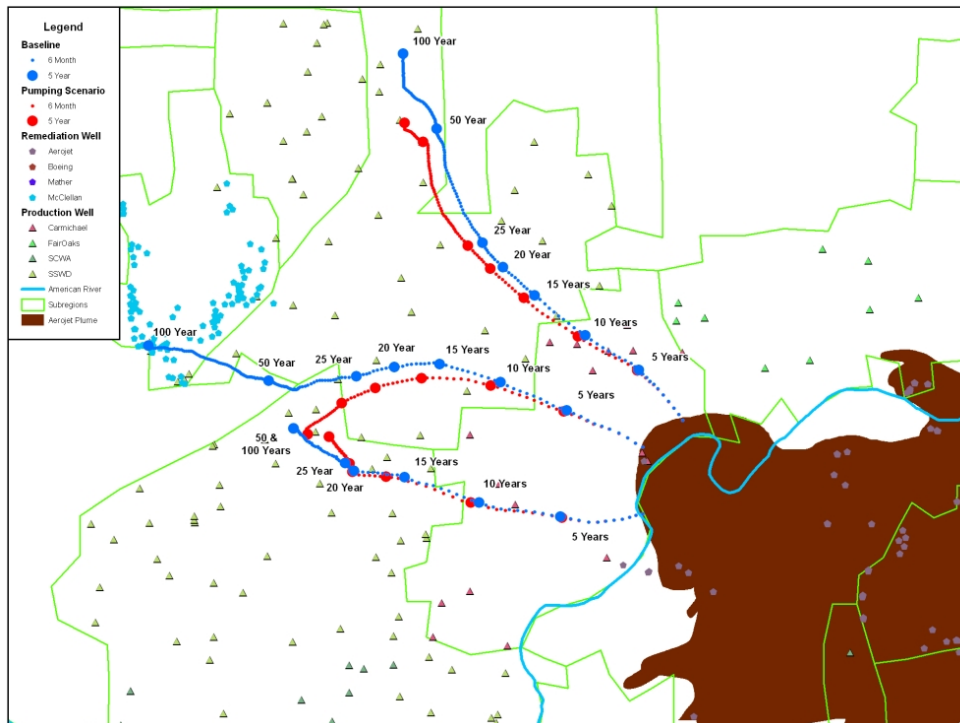 Legend
Baseline
6 Month
5 Year
Pumping Scenario
6 Month
5 Year
Remediation Well
Aerojet
Boeing
Mather
McClellan
Production Well
Carmichael
FairOaks
SCWA
SSWD
American River
Subregions
Aerojet Plume
100 Year
50 Year
25 Year
20 Year
15 Years
10 Years
5 Years
100 Year
50 Year
25 Year
20 Year
15 Years
10 Years
5 Years
50 &
100 Years
25 Year
20 Year
15 Years
10 Years
5 Years